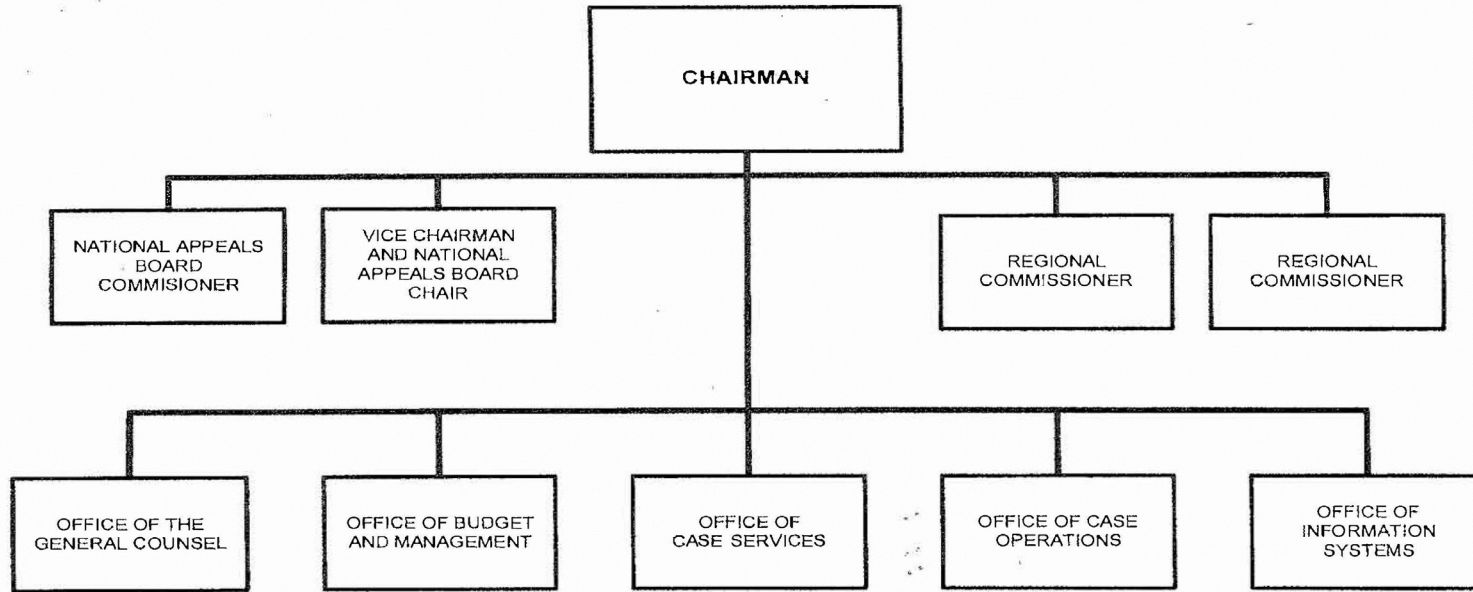 CHAIRMAN
NATIONAL APPEALS
BOARD
COMMISIONER
VICE CHAIRMAN
AND NATIONAL
APPEALS BOARD
CHAIR
REGIONAL
COMMISSIONER
REGIONAL
COMMISSIONER
OFFICE OF THE
GENERAL COUNSEL
OFFICE OF BUDGET
AND MANAGEMENT
OFFICE OF
CASE SERVICES
OFFICE OF CASE
OPERATIONS
OFFICE OF
INFORMATION
SYSTEMS